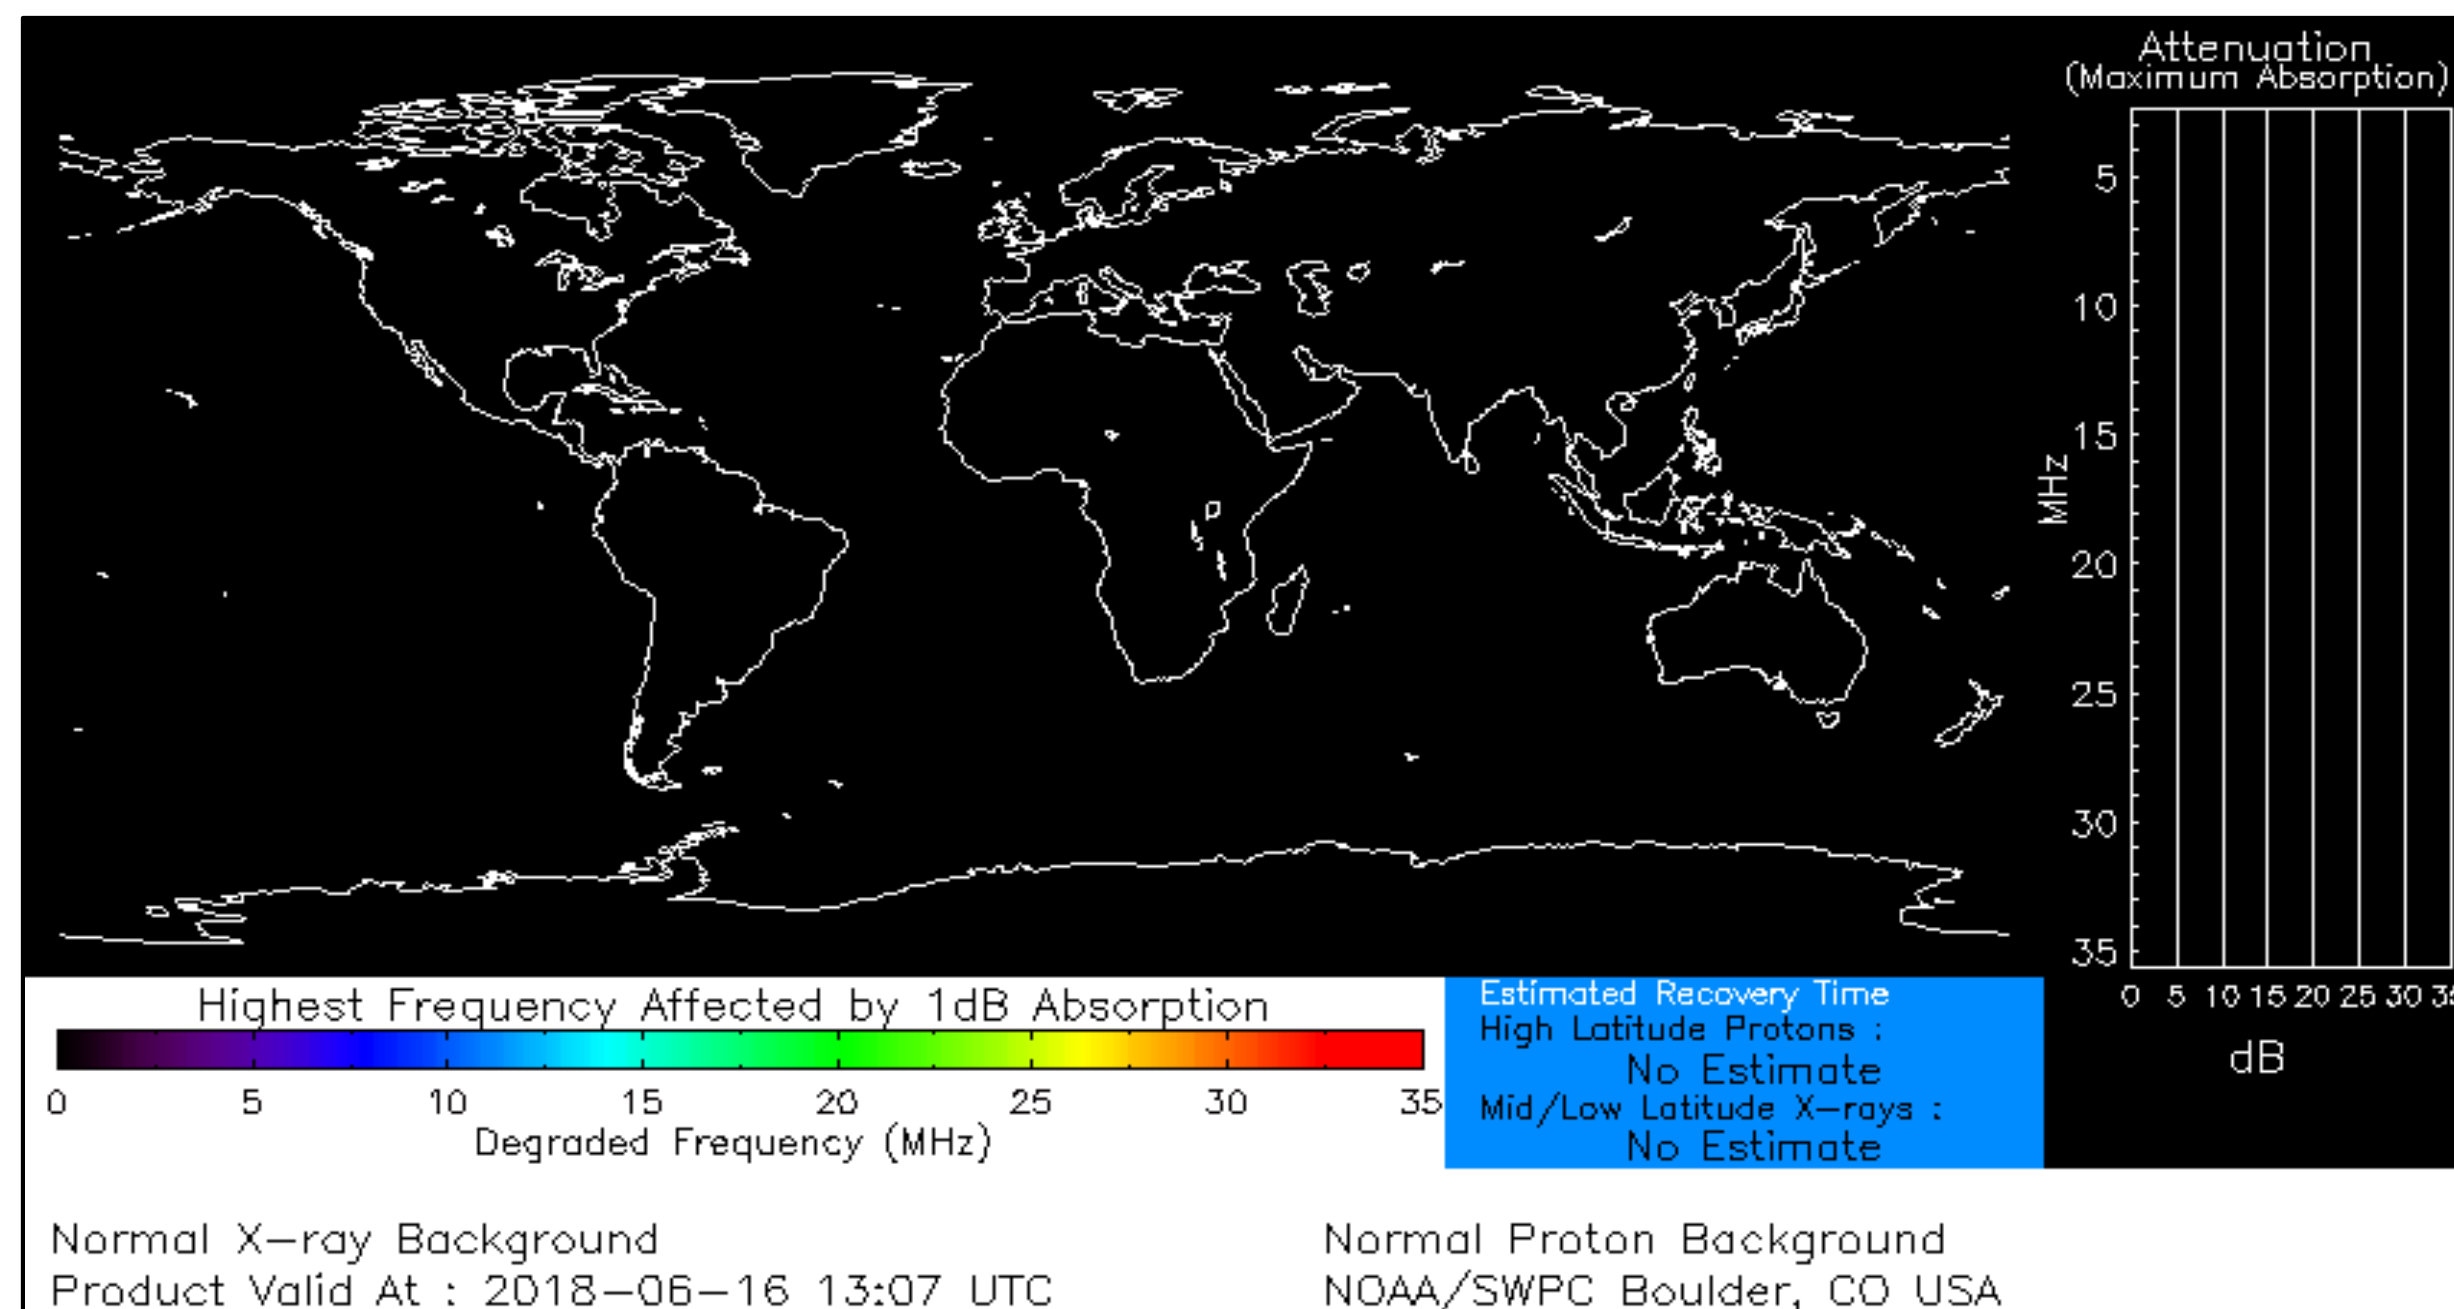 Attenuation
(Maximum Absorption)
5
10
15
20
25
30
35
MHz
0 5 10 15 20 25 30
dB
Highest Frequency Affected by 1dB Absorption
0 5 10 15 20 25 30 35
Degraded Frequency (MHz)
Estimated Recovery Time
High Latitude Protons :
No Estimate
Mid/Low Latitude X-rays :
No Estimate
Normal X-ray Background
Normal Proton Background
Product Valid At : 2018-06-16 13:07 UTC
NOAA/SWPC Boulder, CO USA